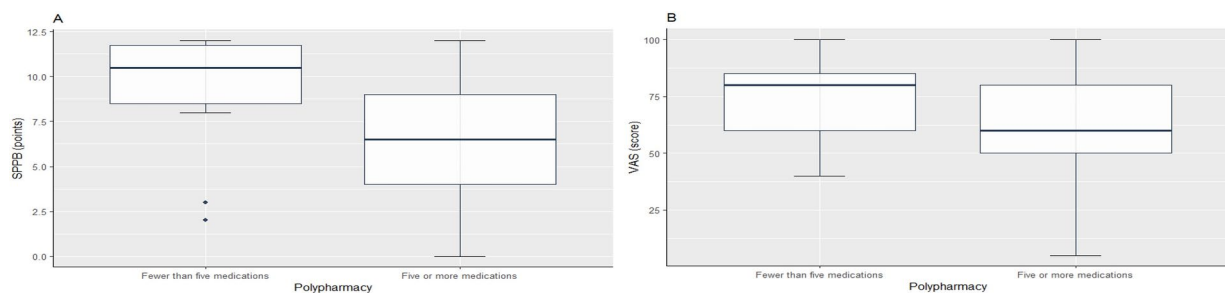 A
SPPB (points)
12.5
10.0
7.5
5.0
2.5
0.0
Fewer than five medications
Five or more medications
Polypharmacy
B
VAS (score)
100
75
50
25
Fewer than five medications
Five or more medications
Polypharmacy